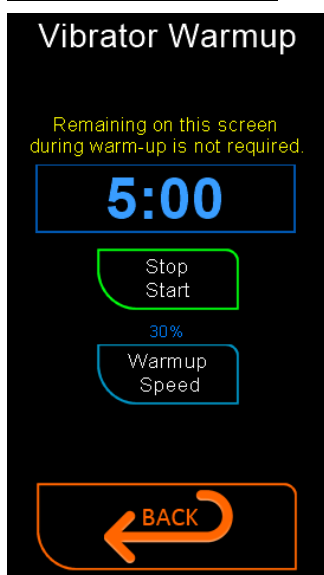 Vibrator Warmup
Remaining on this screen
during warm-up is not required.
5:00
Stop
Start
30%
Warmup
Speed
BACK